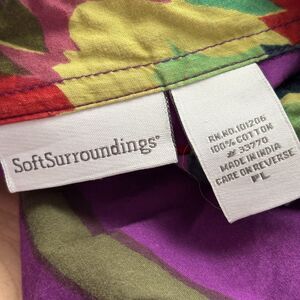 SoftSurroundings®
RN.NO.101206
100% COTTON
# 33770
MADE IN INDIA
CARE ON REVERSE
PL